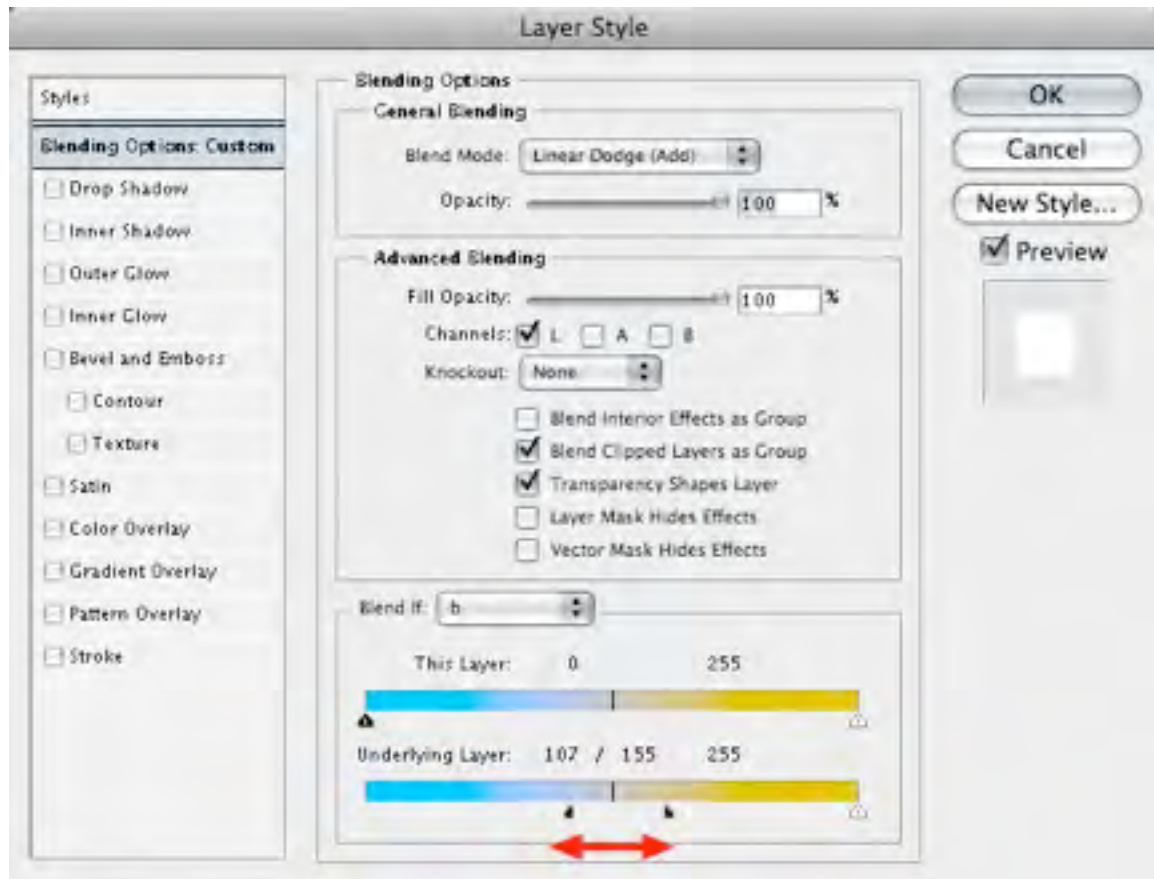 Layer Style
Styles
Blending Options: Custom
Drop Shadow
Inner Shadow
Outer Glow
Inner Glow
Bevel and Emboss
Contour
Texture
Satin
Color Overlay
Gradient Overlay
Pattern Overlay
Stroke
Blending Options
General Blending
Blend Mode: Linear Dodge (Add)
Opacity: 100 %
Advanced Blending
Fill Opacity: 100 %
Channels: L A B
Knockout: None
Blend Interior Effects as Group
Blend Clipped Layers as Group
Transparency Shapes Layer
Layer Mask Hides Effects
Vector Mask Hides Effects
Blend If: b
This Layer: 0 255
Underlying Layer: 107 / 155 255
OK
Cancel
New Style...
Preview